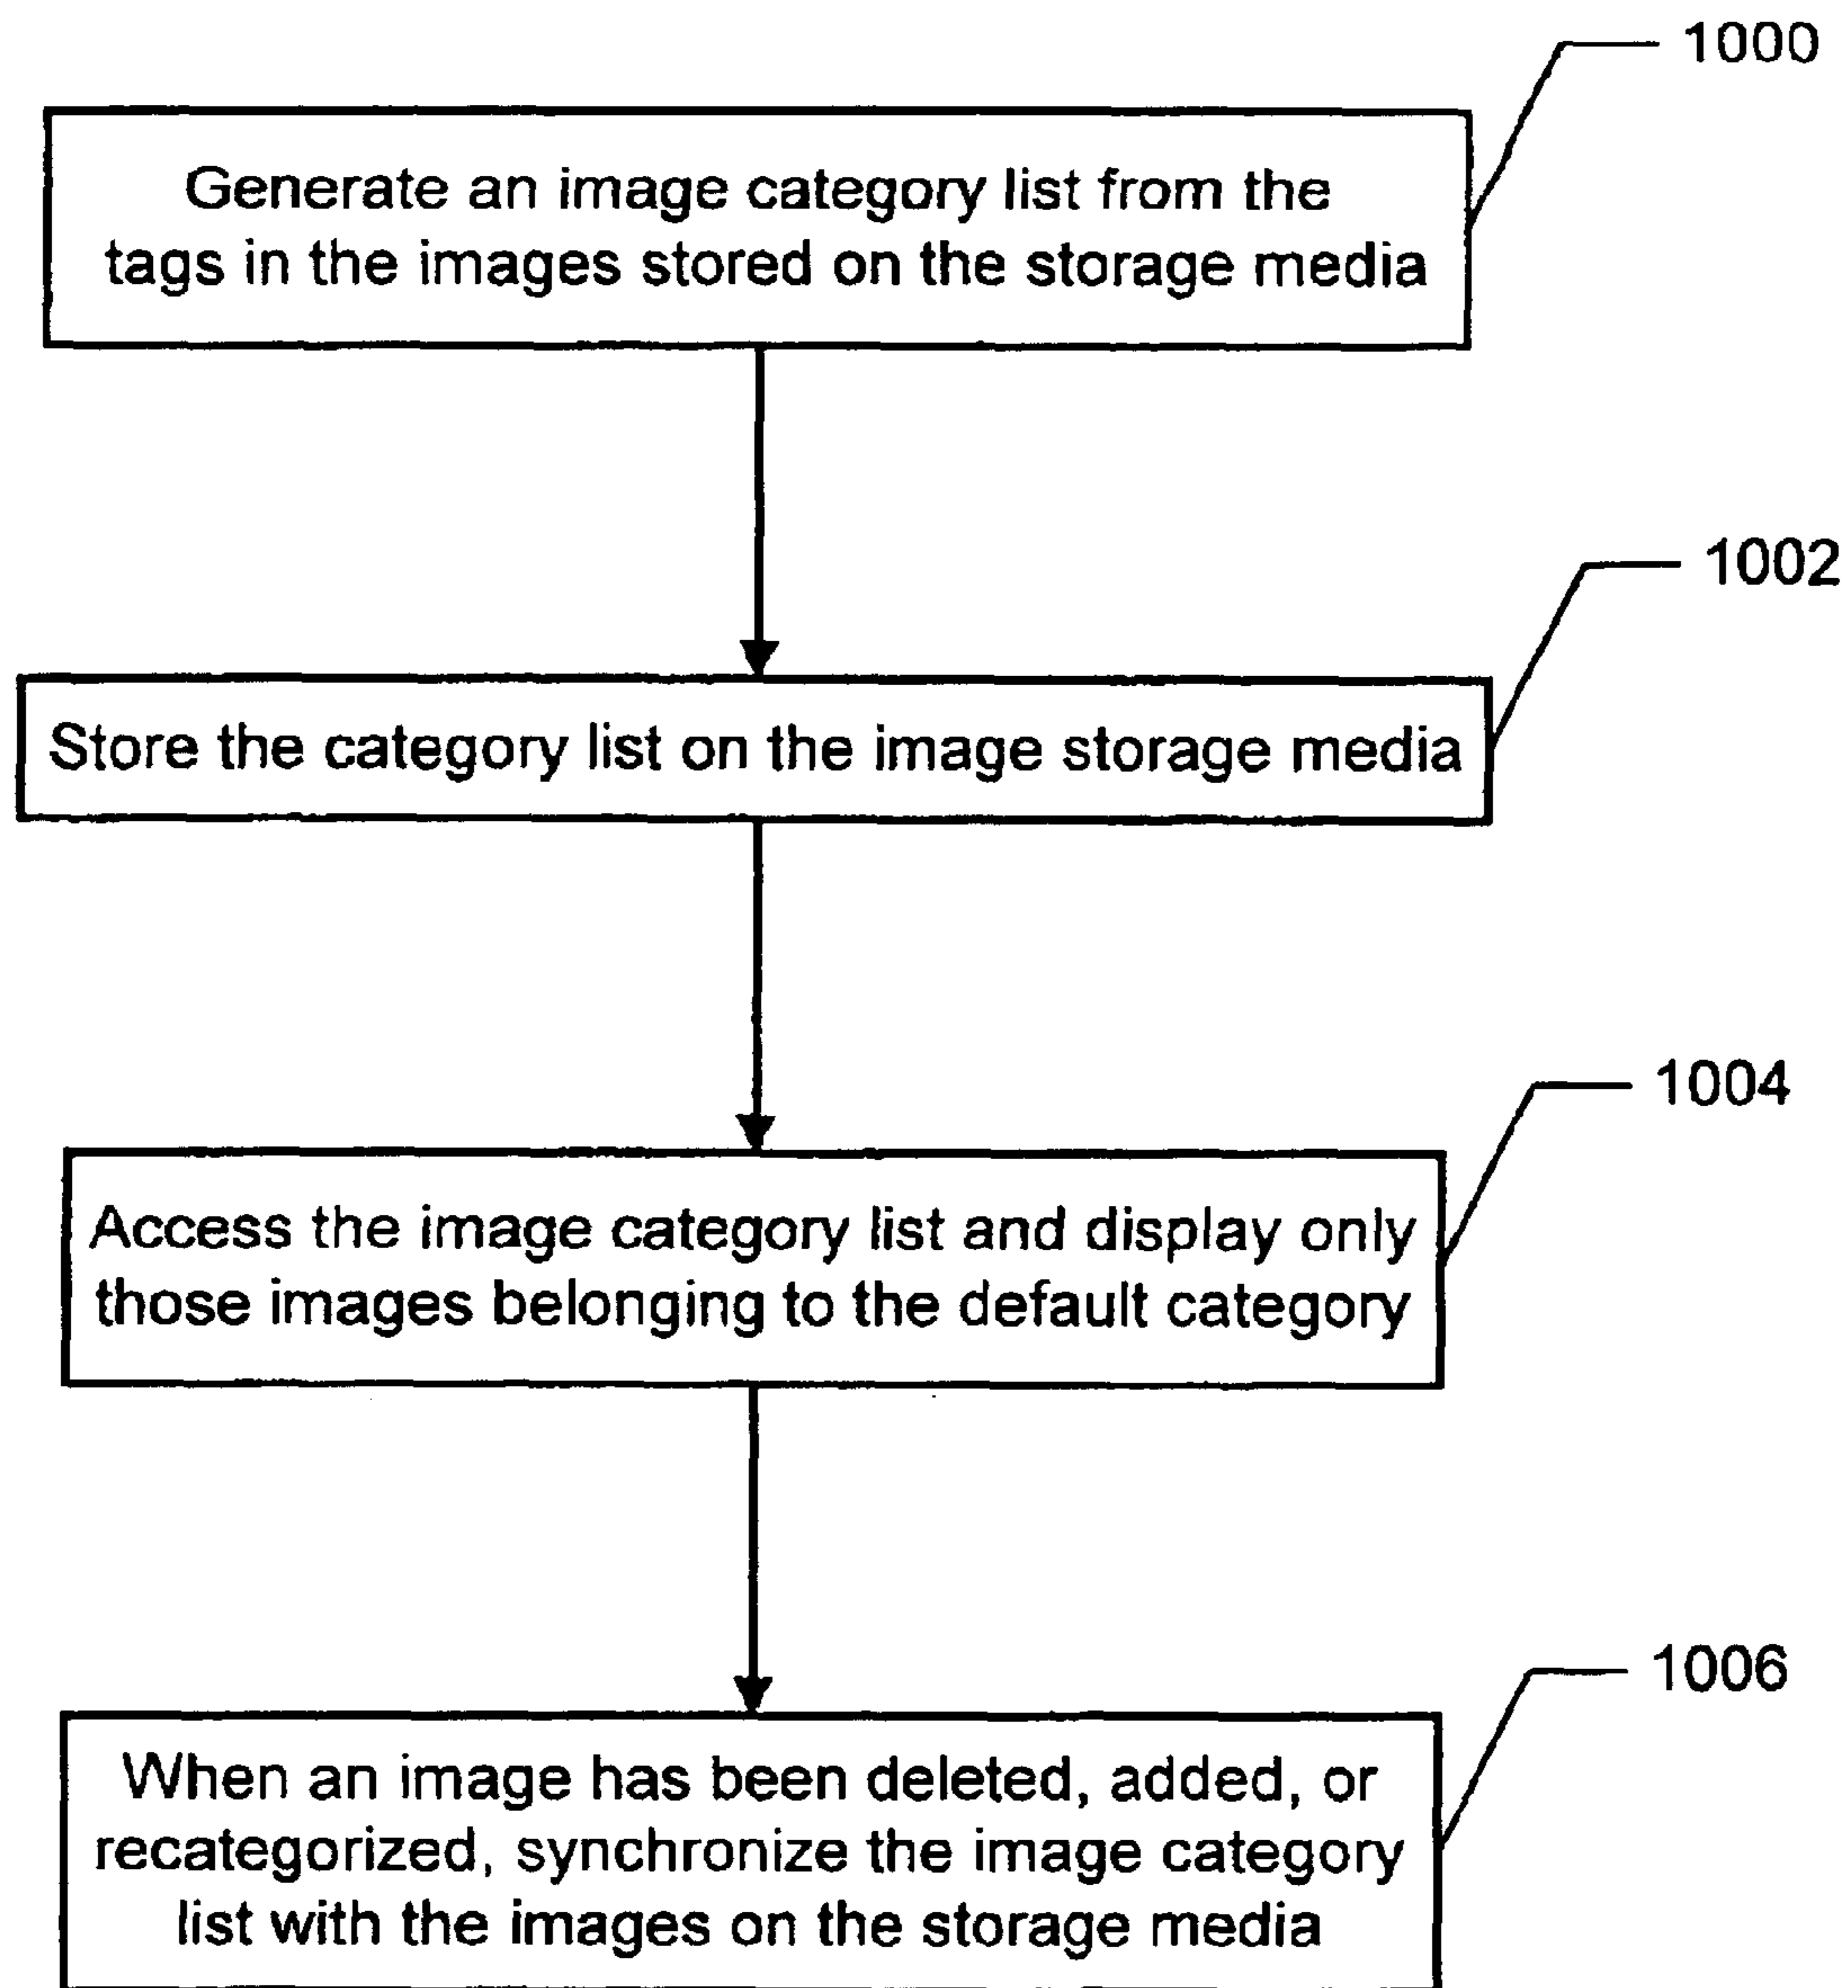 1000
Generate an image category list from the
tags in the images stored on the storage media
1002
Store the category list on the image storage media
1004
Access the image category list and display only
those images belonging to the default category
1006
When an image has been deleted, added, or
recategorized, synchronize the image category
list with the images on the storage media